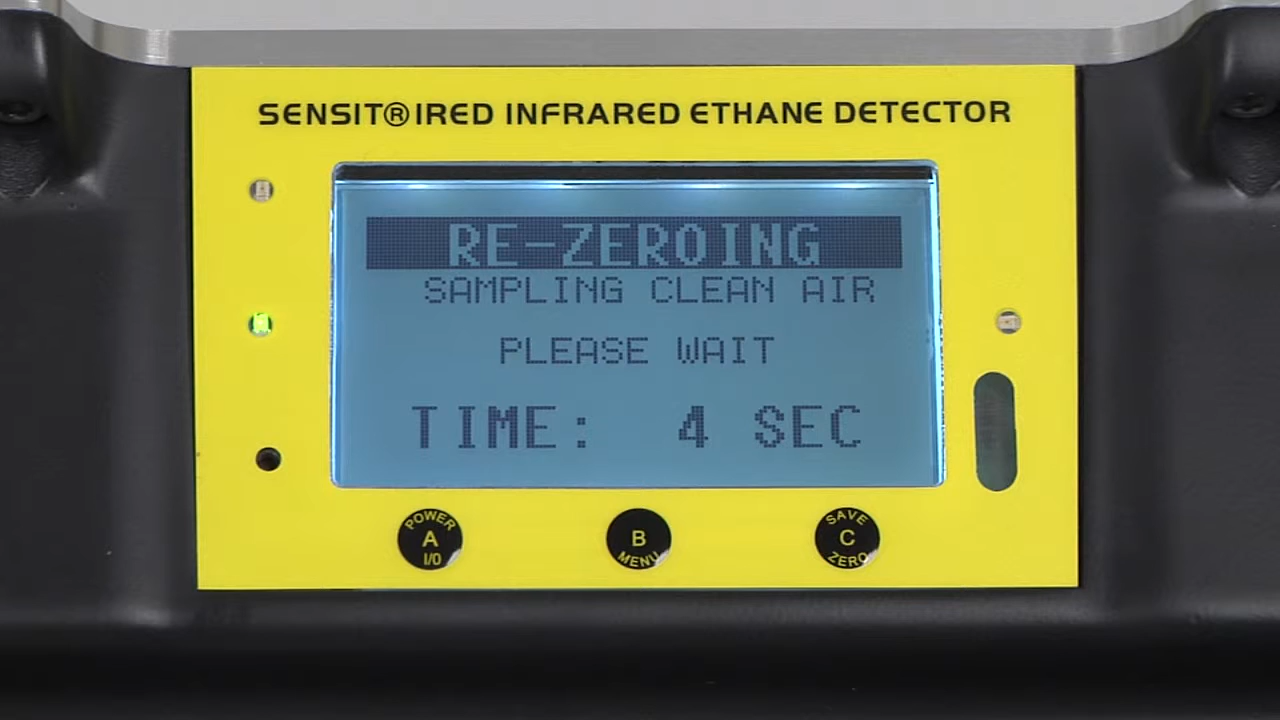 SENSIT® IRED INFRARED ETHANE DETECTOR
RE-ZEROING
SAMPLING CLEAN AIR
PLEASE WAIT
TIME: 4 SEC
POWER
A
I/O
B
MENU
SAVE
C
ZERO